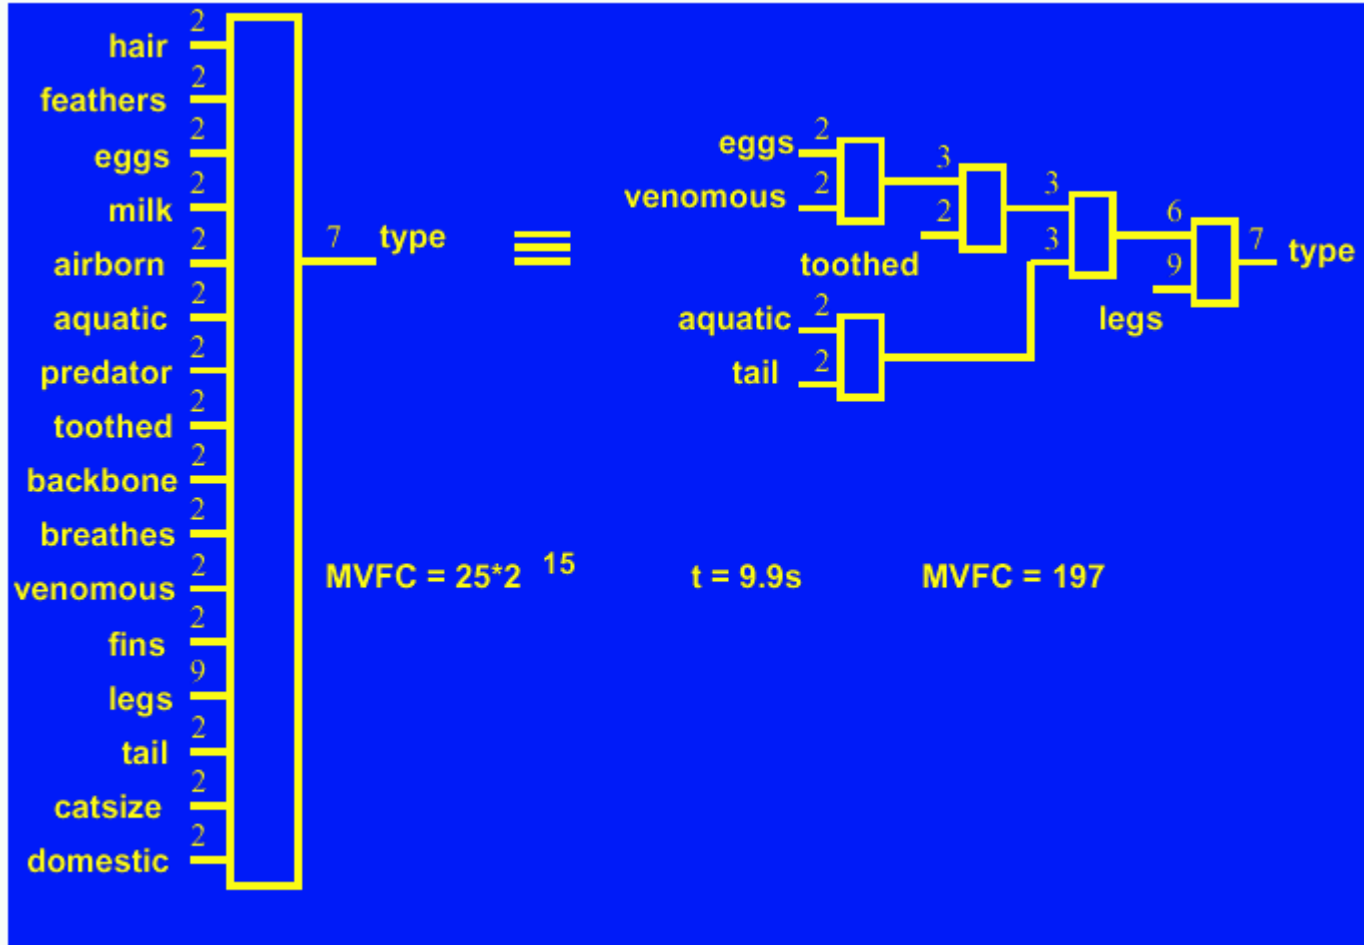 2
hair
2
feathers
2
eggs
2
milk
2
airborn
2
aquatic
2
predator
2
toothed
2
backbone
2
breathes
2
venomous
2
fins
9
legs
2
tail
2
catsize
2
domestic
7 type
≡
eggs 2
venomous 2
3
2
toothed
aquatic 2
tail 2
3
3
6
9
legs
7 type
MVFC = 25*2 15 t = 9.9s MVFC = 197